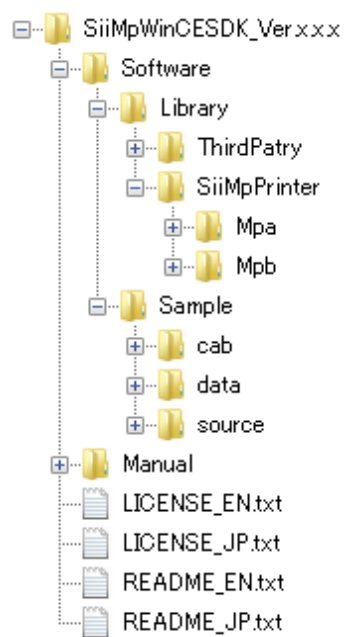 SiiMpWinCESDK_Ver.x.x.x
Software
Library
ThirdPatry
SiiMpPrinter
Mpa
Mpb
Sample
cab
data
source
Manual
LICENSE_EN.txt
LICENSE_JP.txt
README_EN.txt
README_JP.txt